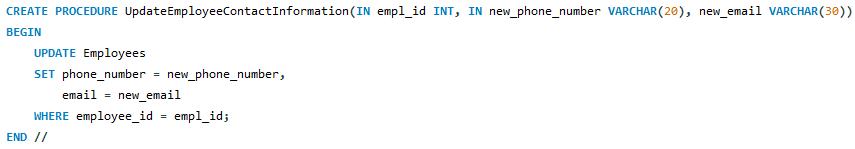 CREATE PROCEDURE UpdateEmployeeContactInformation(IN empl_id INT, IN new_phone_number VARCHAR(20), new_email VARCHAR(30))
BEGIN
    UPDATE Employees
    SET phone_number = new_phone_number,
        email = new_email
    WHERE employee_id = empl_id;
END //